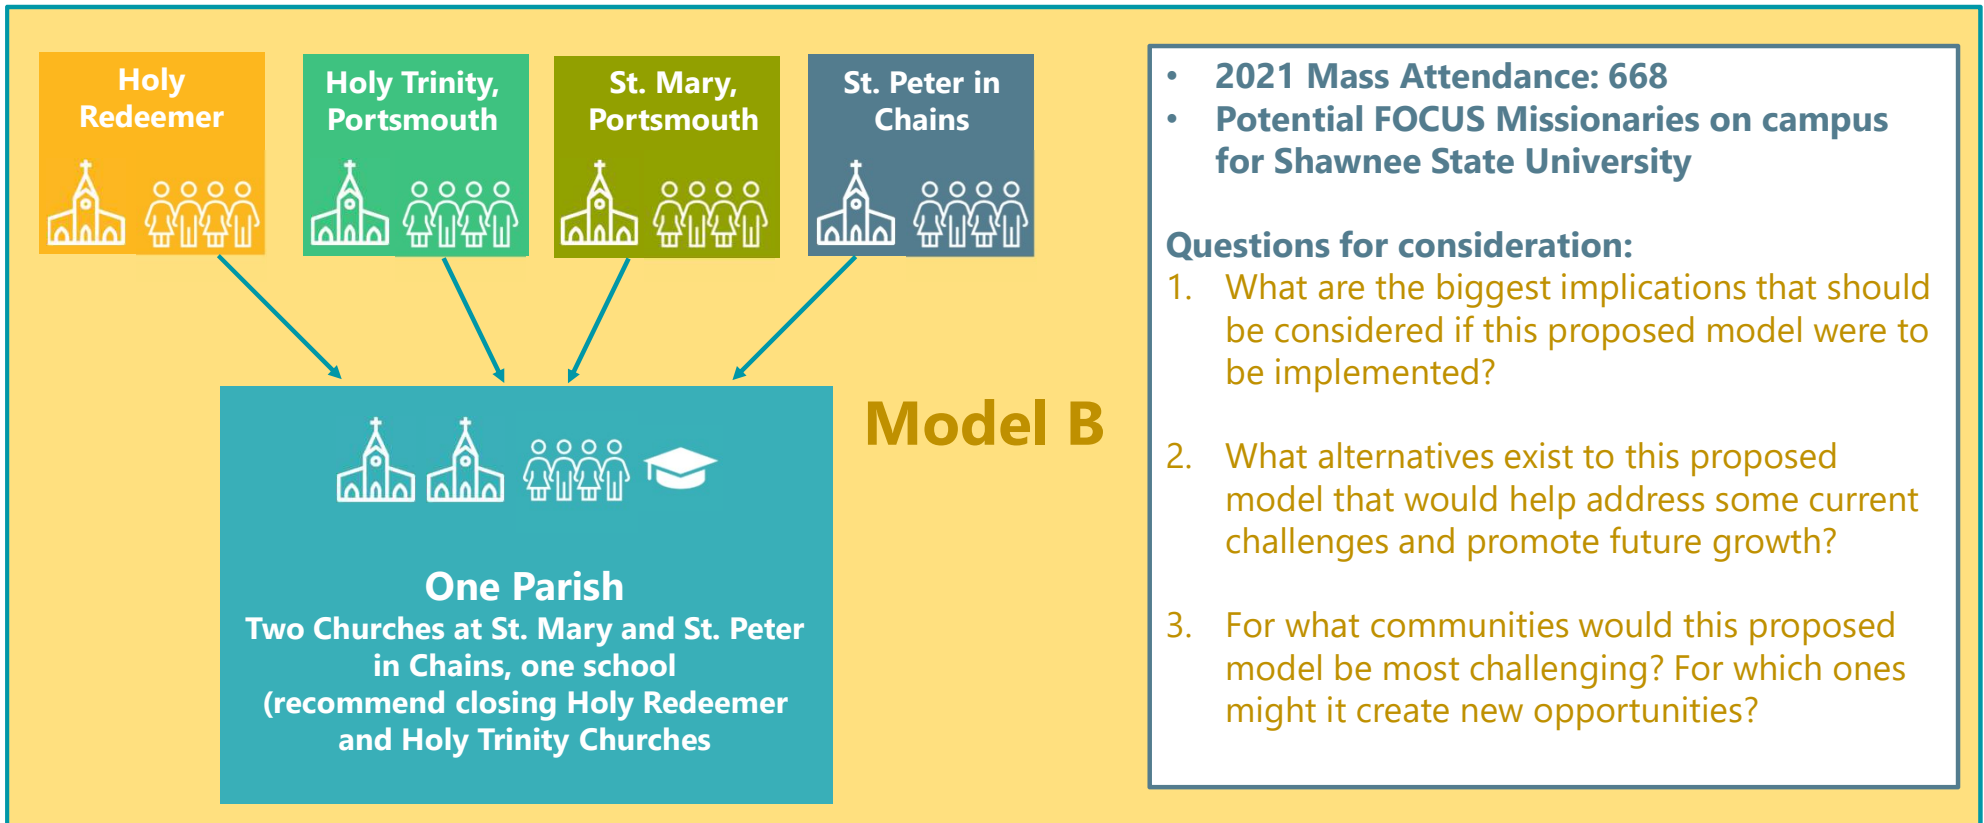 Holy
Redeemer
Holy Trinity,
Portsmouth
St. Mary,
Portsmouth
St. Peter in
Chains
One Parish
Two Churches at St. Mary and St. Peter
in Chains, one school
(recommend closing Holy Redeemer
and Holy Trinity Churches
Model B
• 2021 Mass Attendance: 668
• Potential FOCUS Missionaries on campus
for Shawnee State University
Questions for consideration:
1. What are the biggest implications that should
be considered if this proposed model were to
be implemented?
2. What alternatives exist to this proposed
model that would help address some current
challenges and promote future growth?
3. For what communities would this proposed
model be most challenging? For which ones
might it create new opportunities?